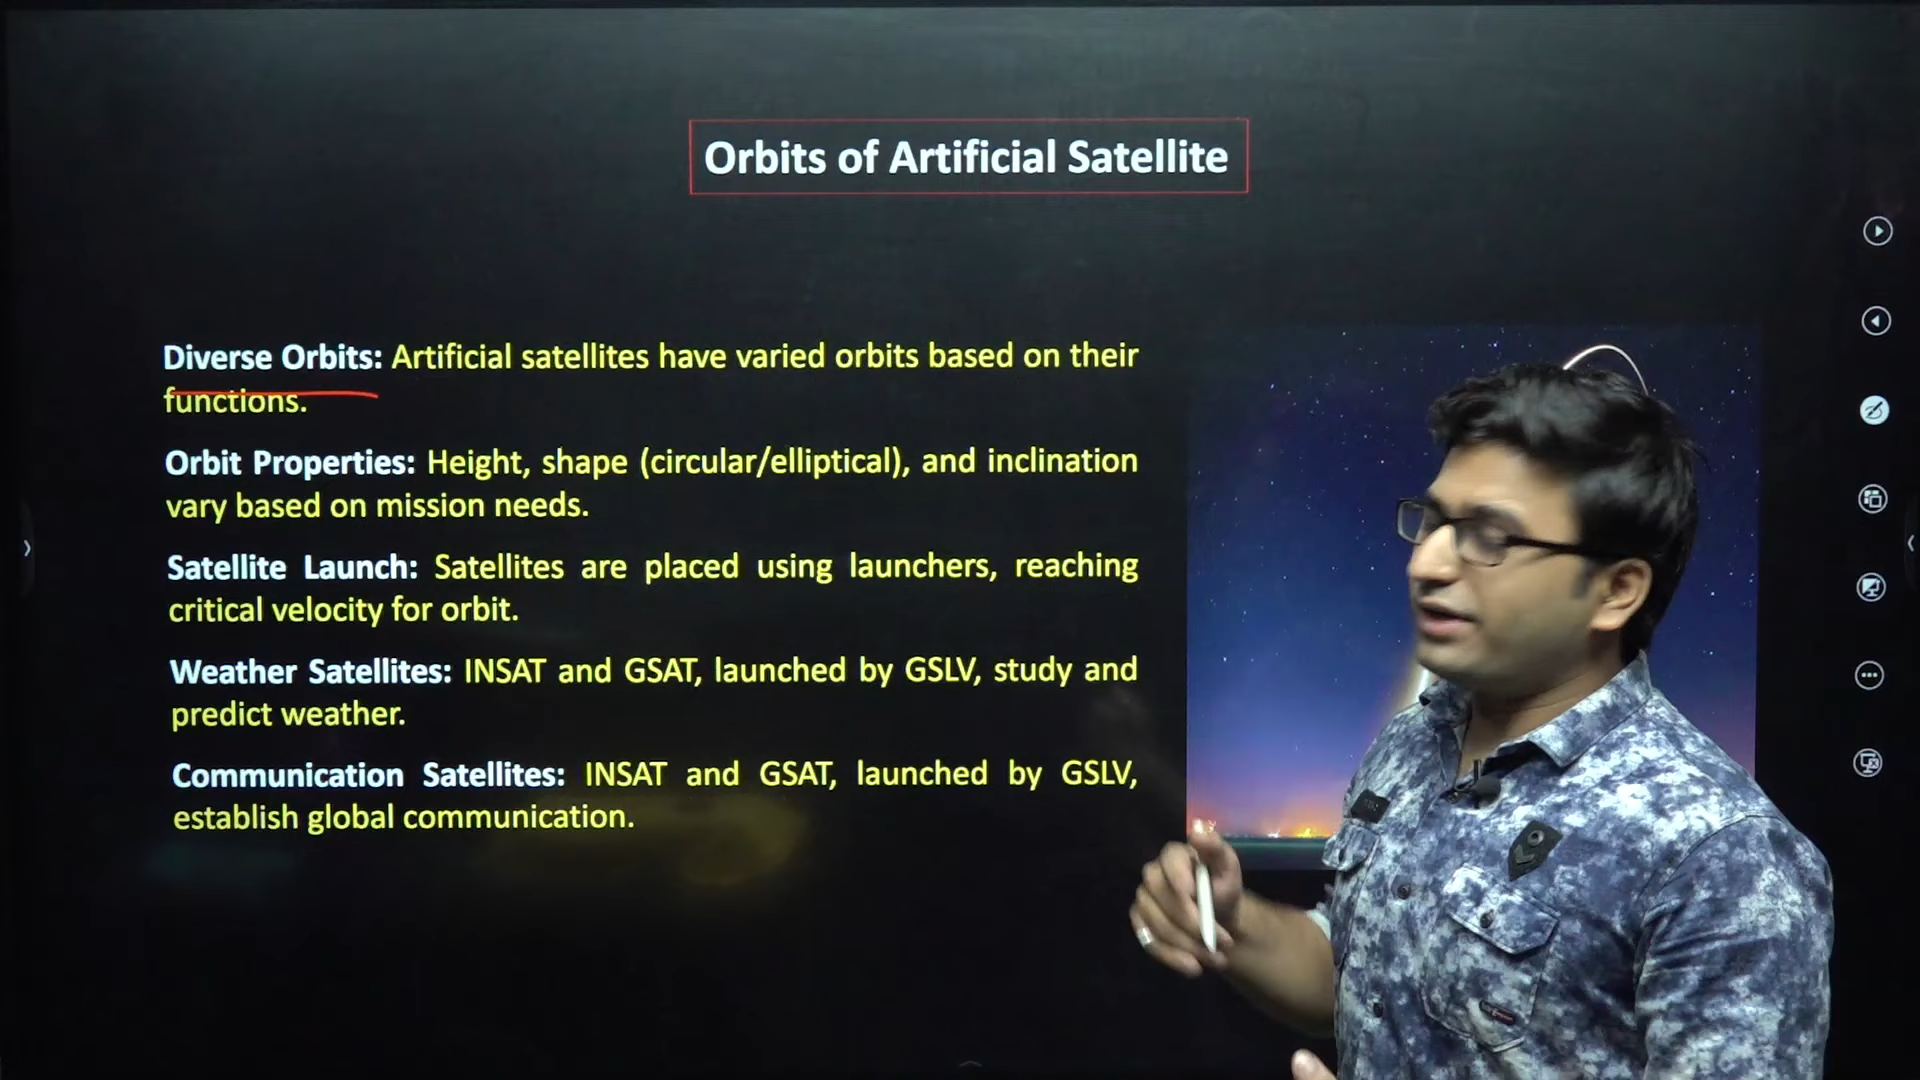 Orbits of Artificial Satellite
Diverse Orbits: Artificial satellites have varied orbits based on their
functions.
Orbit Properties: Height, shape (circular/elliptical), and inclination
vary based on mission needs.
Satellite Launch: Satellites are placed using launchers, reaching
critical velocity for orbit.
Weather Satellites: INSAT and GSAT, launched by GSLV, study and
predict weather.
Communication Satellites: INSAT and GSAT, launched by GSLV,
establish global communication.